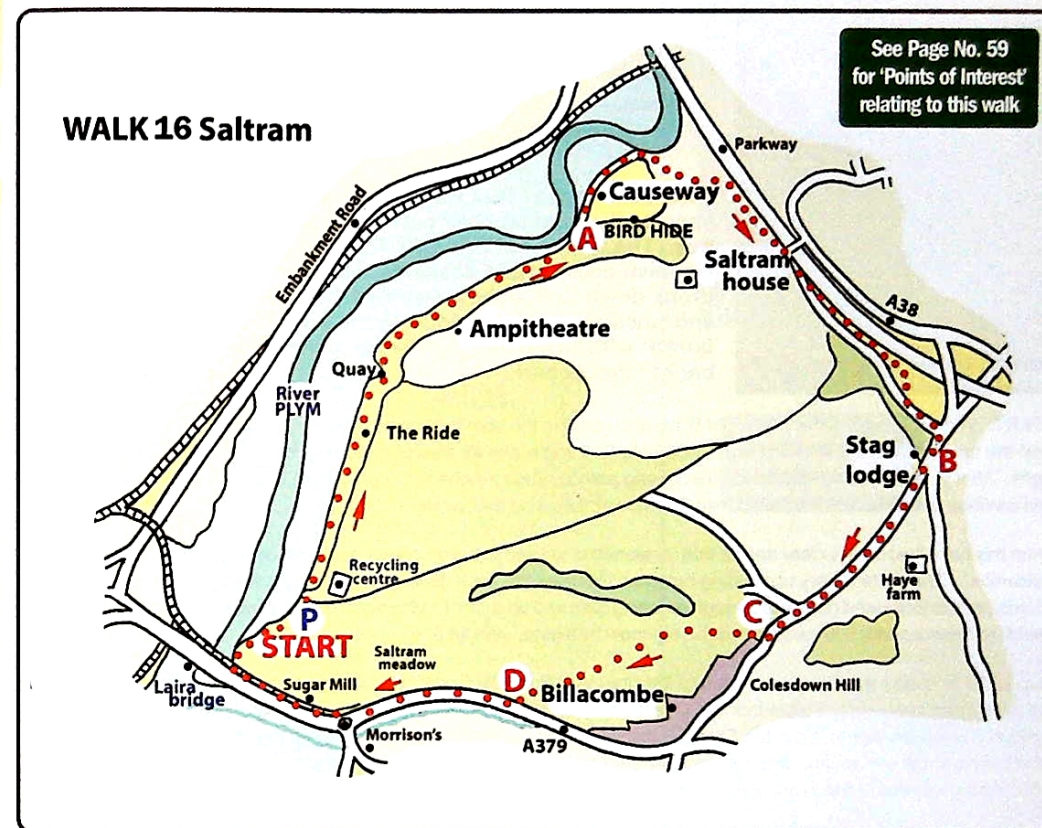 See Page No. 59
for 'Points of Interest'
relating to this walk
WALK 16 Saltram
Parkway
Embankment Road
Causeway
A
BIRD HIDE
Saltram
house
A38
Ampitheatre
Quay
River
PLYM
The Ride
Stag
lodge
B
Recycling
centre
Haye
farm
P
START
C
Saltram
meadow
D
Laira
bridge
Sugar Mill
Billacombe
Colesdown Hill
Morrison's
A379